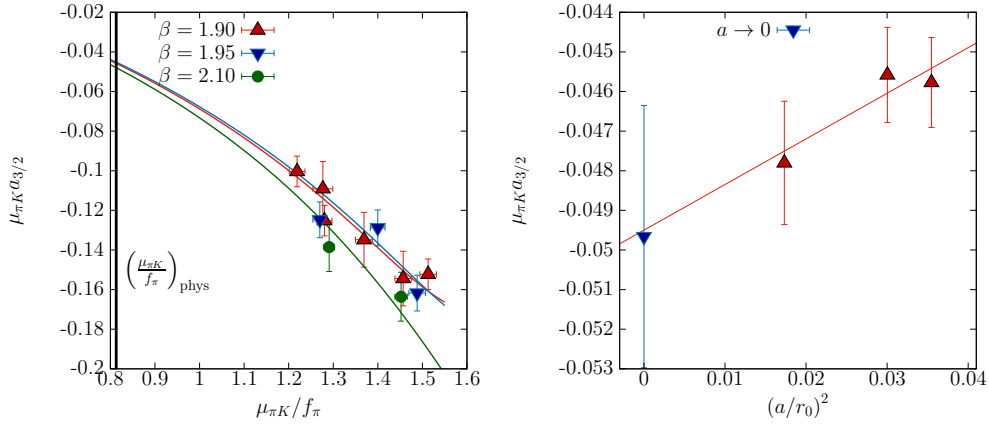 -0.02
-0.04
-0.06
-0.08
-0.1
-0.12
-0.14
-0.16
-0.18
-0.2
0.8 0.9 1 1.1 1.2 1.3 1.4 1.5 1.6
μπK a3/2
μπK/fπ
β = 1.90
β = 1.95
β = 2.10
(μπK/fπ)phys
-0.044
-0.045
-0.046
-0.047
-0.048
-0.049
-0.05
-0.051
-0.052
-0.053
0 0.01 0.02 0.03 0.04
μπK a3/2
(a/r0)²
a → 0